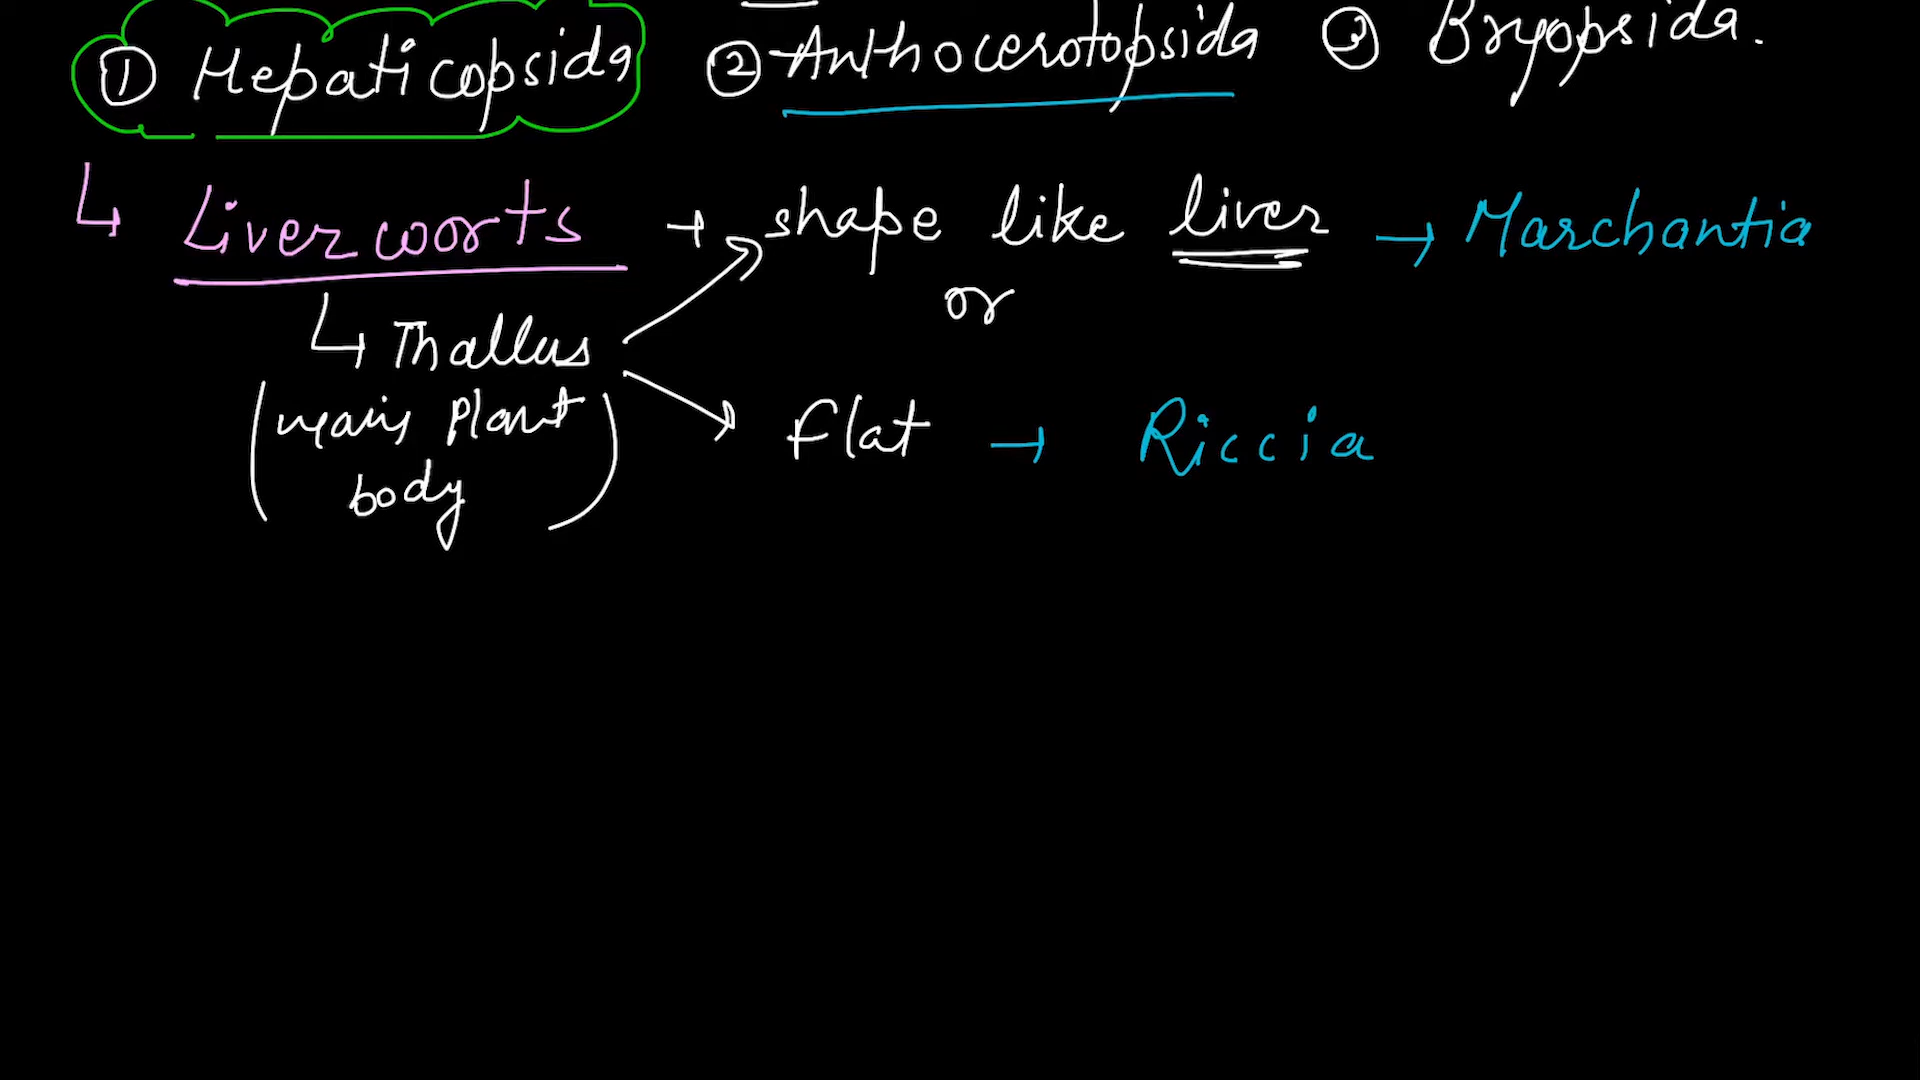 ① Hepaticopsida ② Anthocerotopsida ③ Bryopsida.
↳ Liverworts → shape like liver → Marchantia
or
↳ Thallus
(main plant body)
flat → Riccia